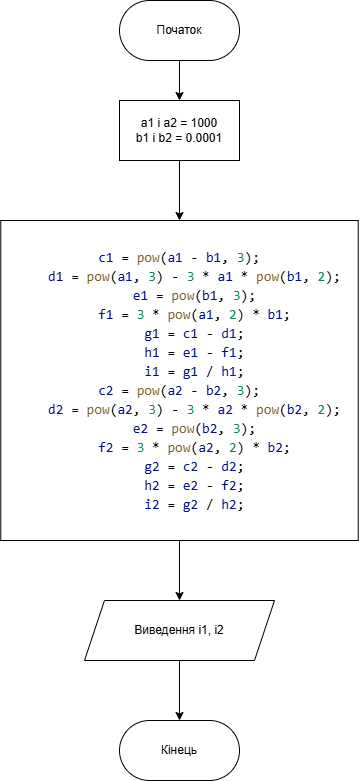 Початок
a1 і a2 = 1000
b1 і b2 = 0.0001
c1 = pow(a1 - b1, 3);
d1 = pow(a1, 3) - 3 * a1 * pow(b1, 2);
e1 = pow(b1, 3);
f1 = 3 * pow(a1, 2) * b1;
g1 = c1 - d1;
h1 = e1 - f1;
i1 = g1 / h1;
c2 = pow(a2 - b2, 3);
d2 = pow(a2, 3) - 3 * a2 * pow(b2, 2);
e2 = pow(b2, 3);
f2 = 3 * pow(a2, 2) * b2;
g2 = c2 - d2;
h2 = e2 - f2;
i2 = g2 / h2;
Виведення i1, i2
Кінець